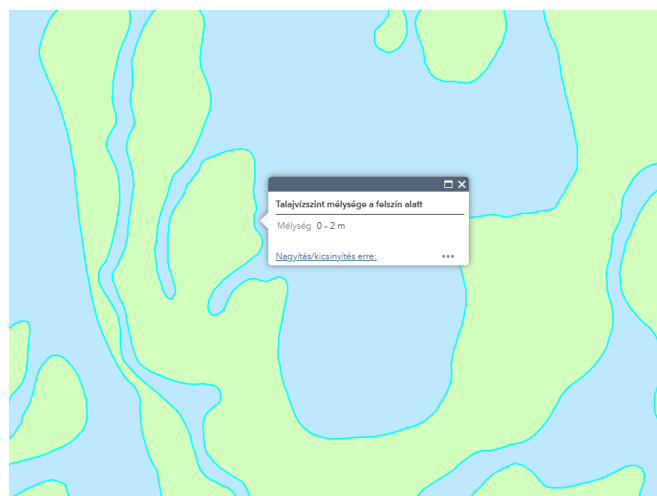 Talajvízszint mélysége a felszín alatt
Mélység 0 - 2 m
Nagyítás/kicsinyítés erre: